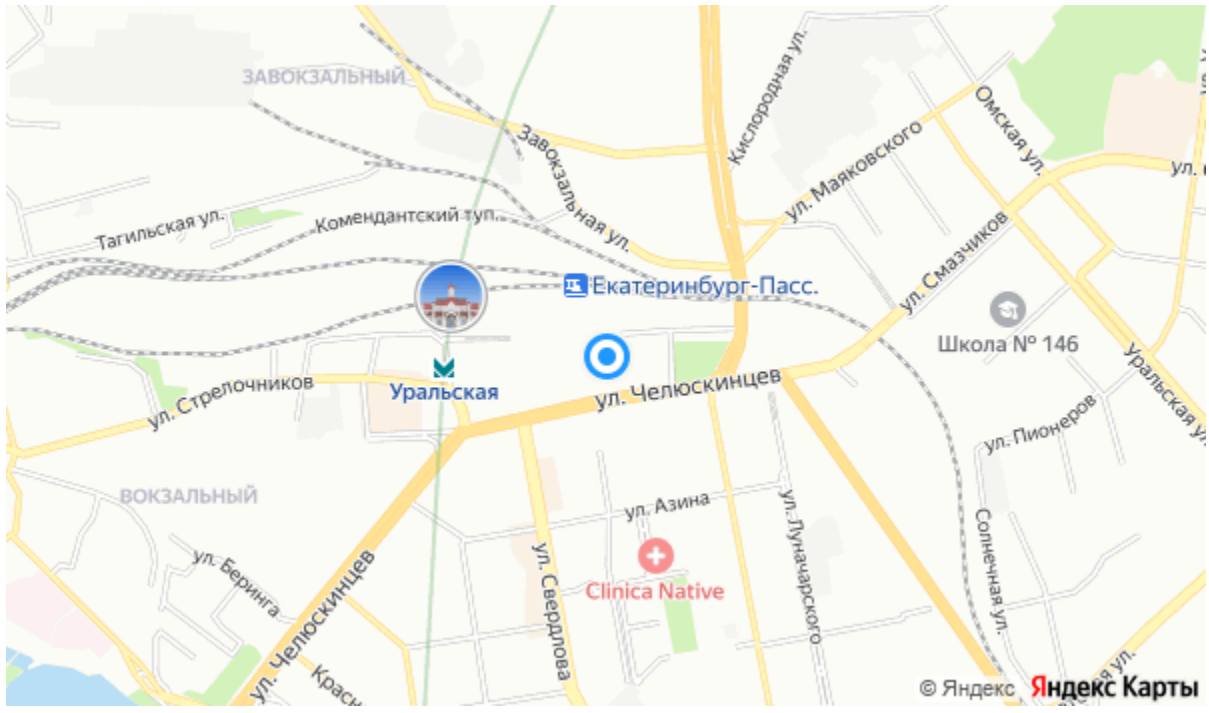 ЗАВОКЗАЛЬНЫЙ
Кислородная ул.
Омская ул.
Завокзальная ул.
ул. Маяковского
Тагильская ул.
Комендантский туп.
Екатеринбург-Пасс.
ул. Смазчиков
Школа № 146
Уральская
ул. Стрелочников
ул. Челюскинцев
Уральская ул.
ул. Пионеров
ВОКЗАЛЬНЫЙ
ул. Азина
ул. Беринга
ул. Свердлова
Clinica Native
ул. Луначарского
Солнечная ул.
ул. Челюскинцев
Красн
© Яндекс Яндекс Карты